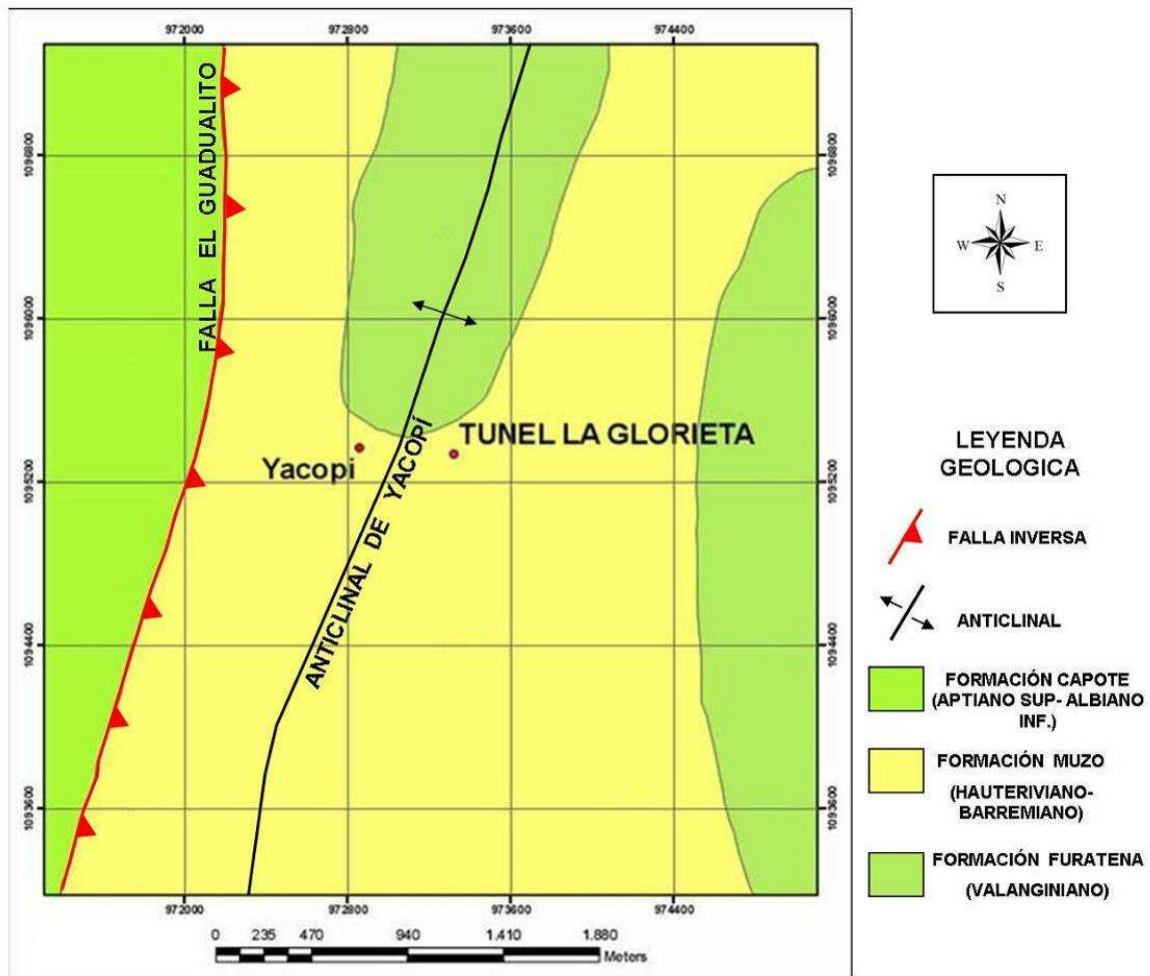 972000 972800 973600 974400
1096800 1096800
1096000 1096000
1095200 1095200
1094400 1094400
1093600 1093600
FALLA EL GUADUALITO
TUNEL LA GLORIETA
Yacopi
ANTICLINAL DE YACOPÍ
972000 972800 973600 974400
0 235 470 940 1.410 1.880
Meters
N
W E
S
LEYENDA
GEOLOGICA
FALLA INVERSA
ANTICLINAL
FORMACIÓN CAPOTE
(APTIANO SUP- ALBIANO
INF.)
FORMACIÓN MUZO
(HAUTERIVIANO-
BARREMIANO)
FORMACIÓN FURATENA
(VALANGINIANO)